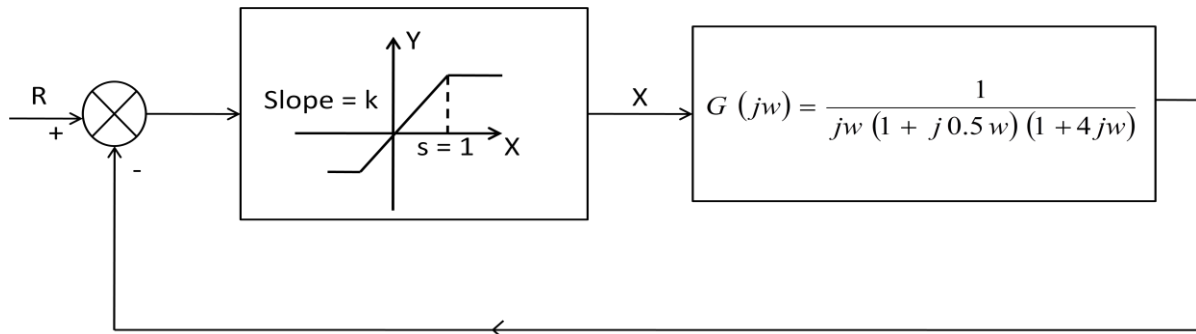 R
+
-
Slope = k
Y
X
s = 1
X
G (jw) = 1 / jw (1 + j 0.5 w) (1 + 4 jw)